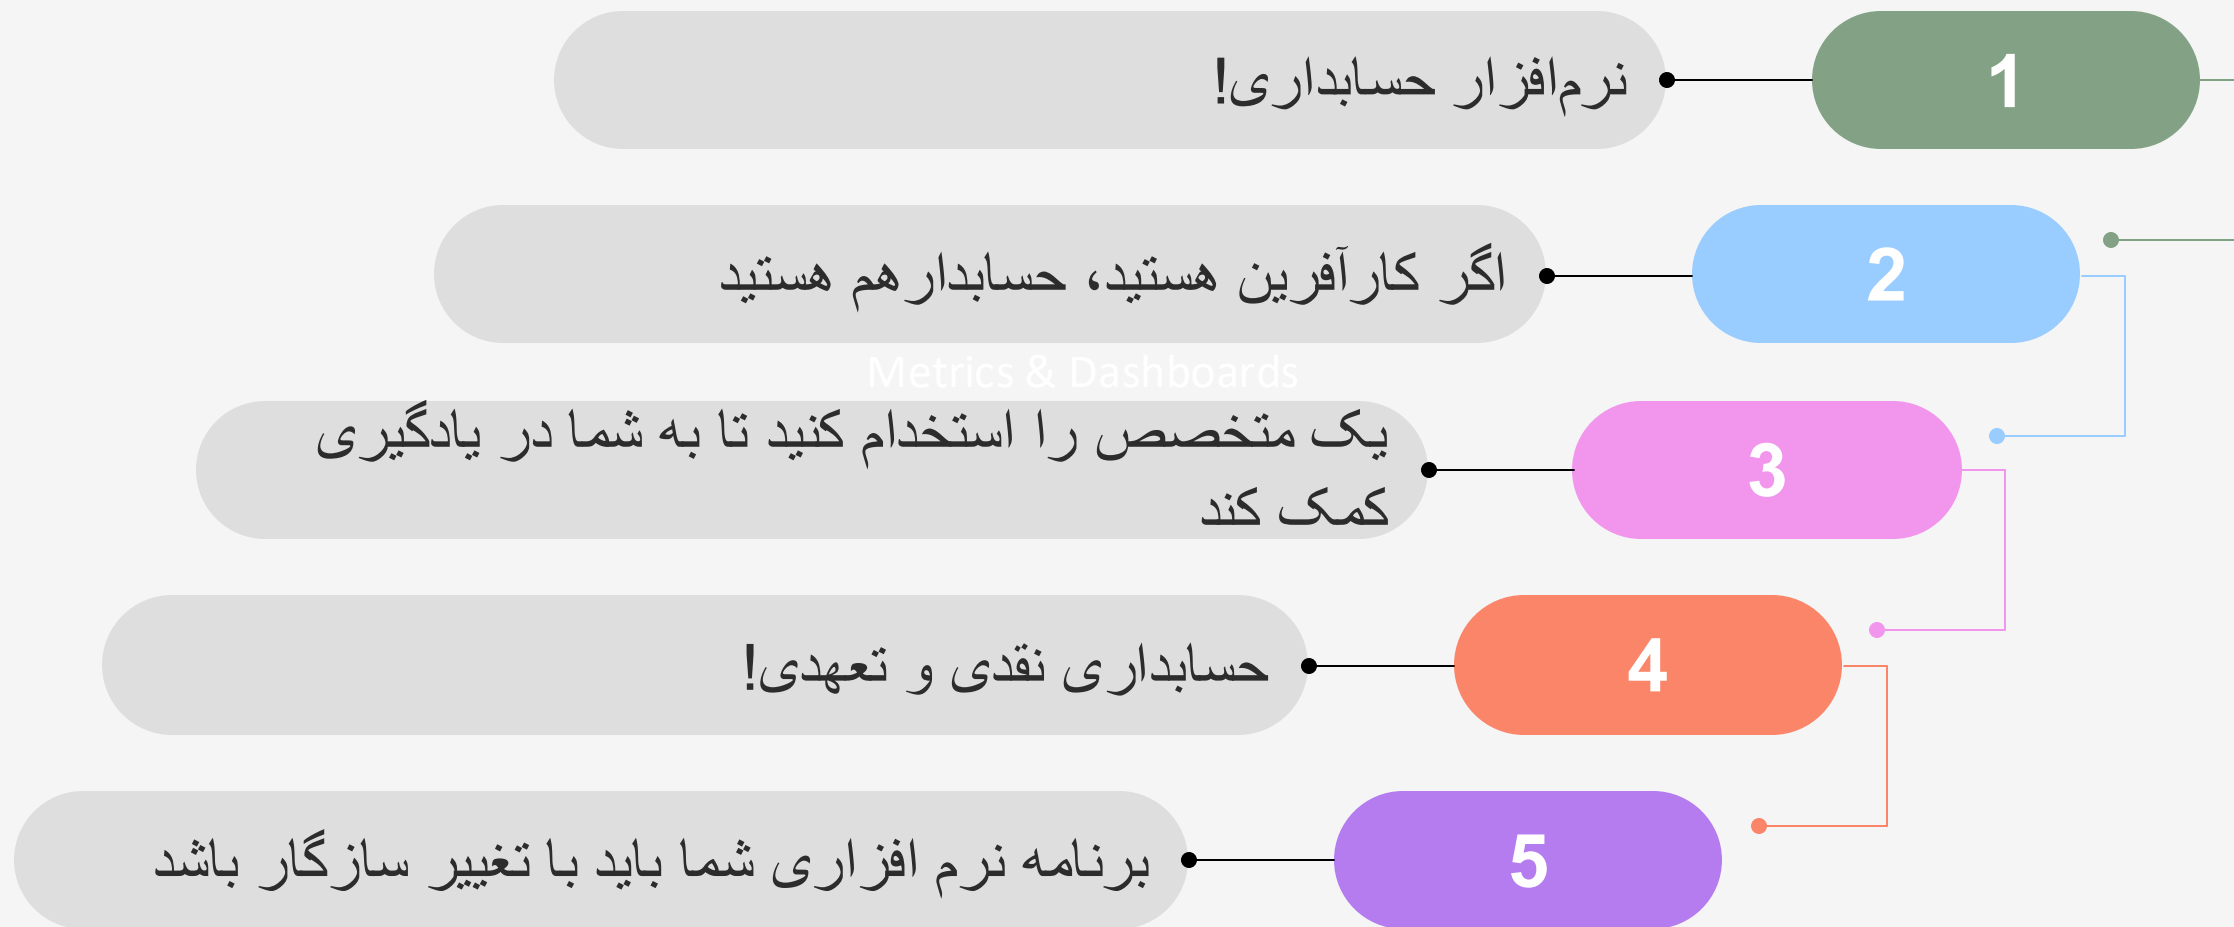 1
نرم‌افزار حسابداری!
2
اگر کارآفرین هستید، حسابدار هم هستید
Metrics & Dashboards
3
یک متخصص را استخدام کنید تا به شما در یادگیری
کمک کند
4
حسابداری نقدی و تعهدی!
5
برنامه نرم افزاری شما باید با تغییر سازگار باشد